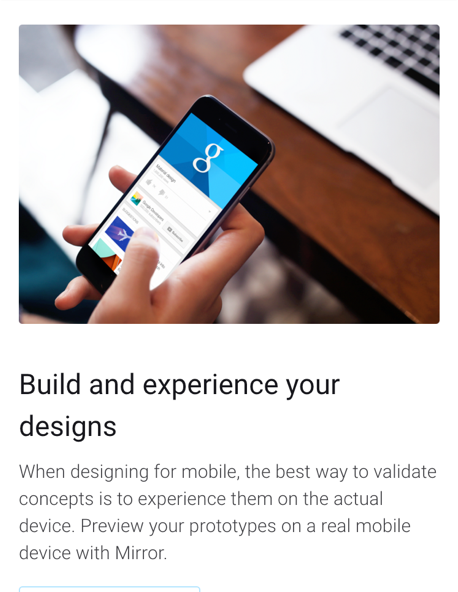 g
Build and experience your
designs
When designing for mobile, the best way to validate
concepts is to experience them on the actual
device. Preview your prototypes on a real mobile
device with Mirror.